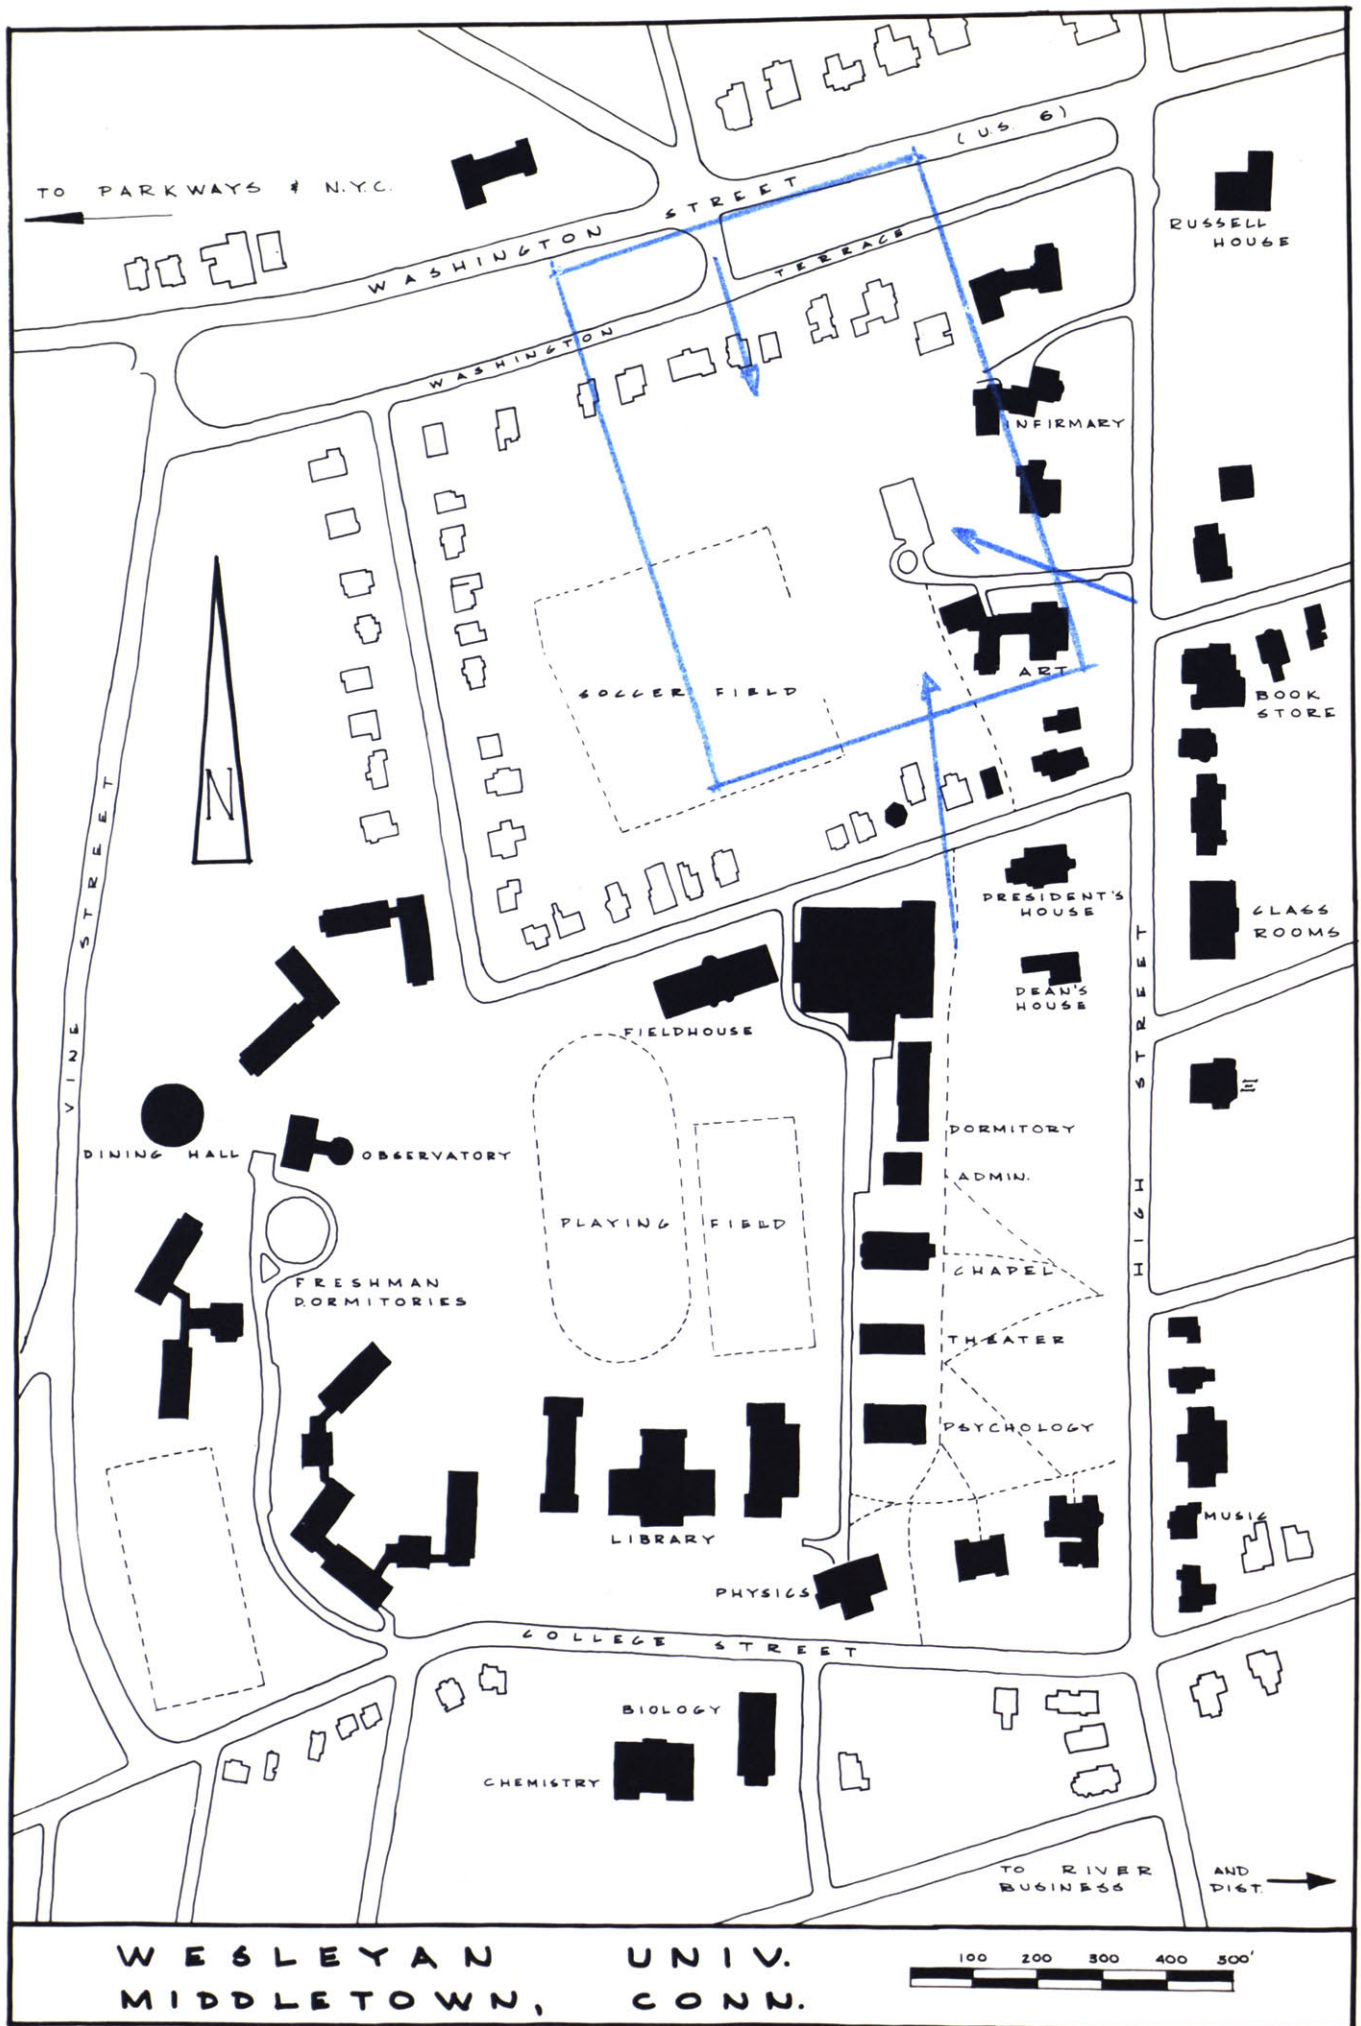 (U.S. 6)
TO PARKWAYS & N.Y.C.
WASHINGTON STREET
RUSSELL
HOUSE
WASHINGTON TERRACE
INFIRMARY
ART
SOCCER FIELD
BOOK
STORE
N
VINE STREET
PRESIDENT'S
HOUSE
CLASS
ROOMS
DEAN'S
HOUSE
FIELDHOUSE
HIGH STREET
DORMITORY
DINING HALL
OBSERVATORY
ADMIN.
PLAYING FIELD
CHAPEL
FRESHMAN
DORMITORIES
THEATER
PSYCHOLOGY
MUSIC
LIBRARY
PHYSICS
COLLEGE STREET
BIOLOGY
CHEMISTRY
TO RIVER AND
BUSINESS DIST.
WESLEYAN UNIV.
MIDDLETOWN, CONN.
100 200 300 400 500'